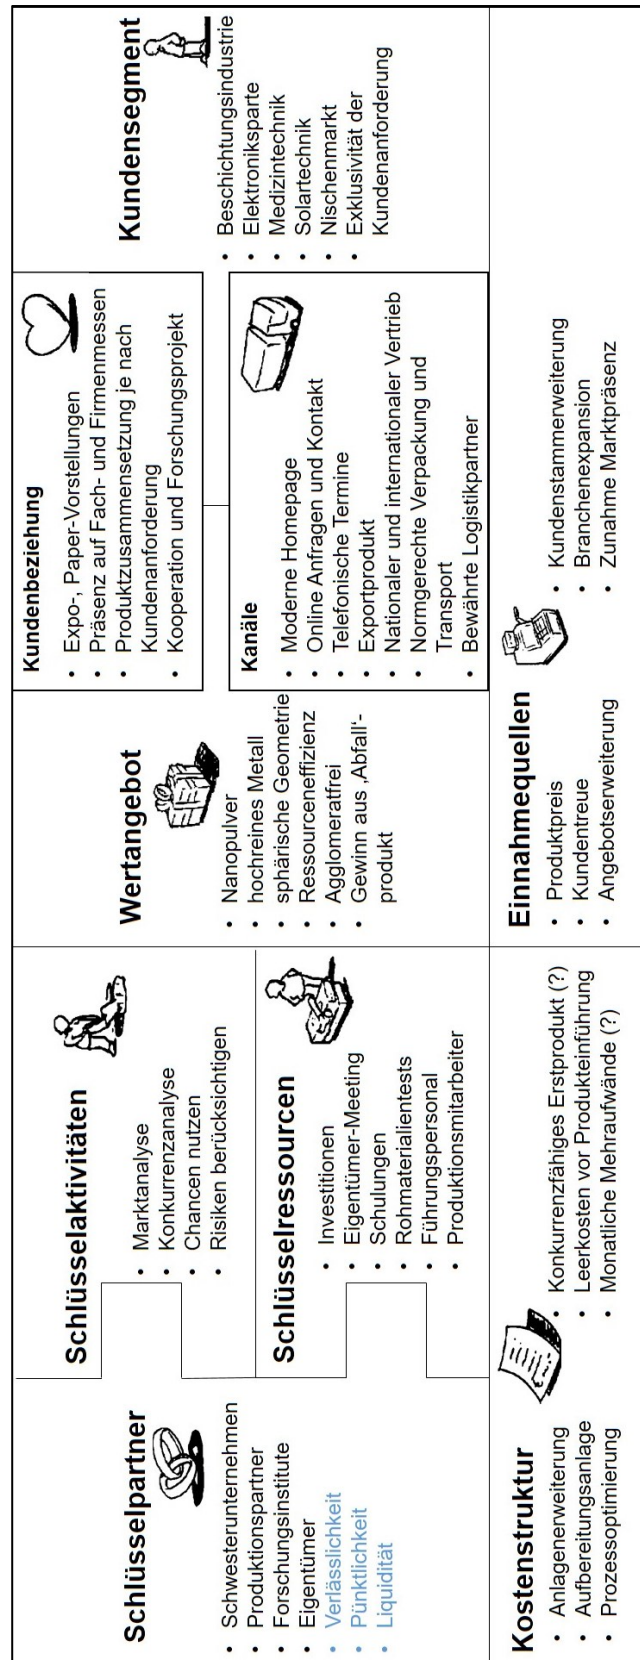 Schlüsselpartner
• Schwesterunternehmen
• Produktionspartner
• Forschungsinstitute
• Eigentümer
• Verlässlichkeit
• Pünktlichkeit
• Liquidität
Schlüsselaktivitäten
• Marktanalyse
• Konkurrenzanalyse
• Chancen nutzen
• Risiken berücksichtigen
Schlüsselressourcen
• Investitionen
• Eigentümer-Meeting
• Schulungen
• Rohmaterialientests
• Führungspersonal
• Produktionsmitarbeiter
Wertangebot
• Nanopulver
• hochreines Metall
• sphärische Geometrie
• Ressourceneffizienz
• Agglomeratfrei
• Gewinn aus ‚Abfall'-
produkt
Kundenbeziehung
• Expo-, Paper-Vorstellungen
• Präsenz auf Fach- und Firmenmessen
• Produktzusammensetzung je nach
Kundenanforderung
• Kooperation und Forschungsprojekt
Kanäle
• Moderne Homepage
• Online Anfragen und Kontakt
• Telefonische Termine
• Exportprodukt
• Nationaler und internationaler Vertrieb
• Normgerechte Verpackung und
Transport
• Bewährte Logistikpartner
Kundensegment
• Beschichtungsindustrie
• Elektroniksparte
• Medizintechnik
• Solartechnik
• Nischenmarkt
• Exklusivität der
Kundenanforderung
Kostenstruktur
• Anlagenerweiterung
• Aufbereitungsanlage
• Prozessoptimierung
• Konkurrenzfähiges Erstprodukt (?)
• Leerkosten vor Produkteinführung
• Monatliche Mehraufwände (?)
Einnahmequellen
• Produktpreis
• Kundentreue
• Angebotserweiterung
• Kundenstammerweiterung
• Branchenexpansion
• Zunahme Marktpräsenz